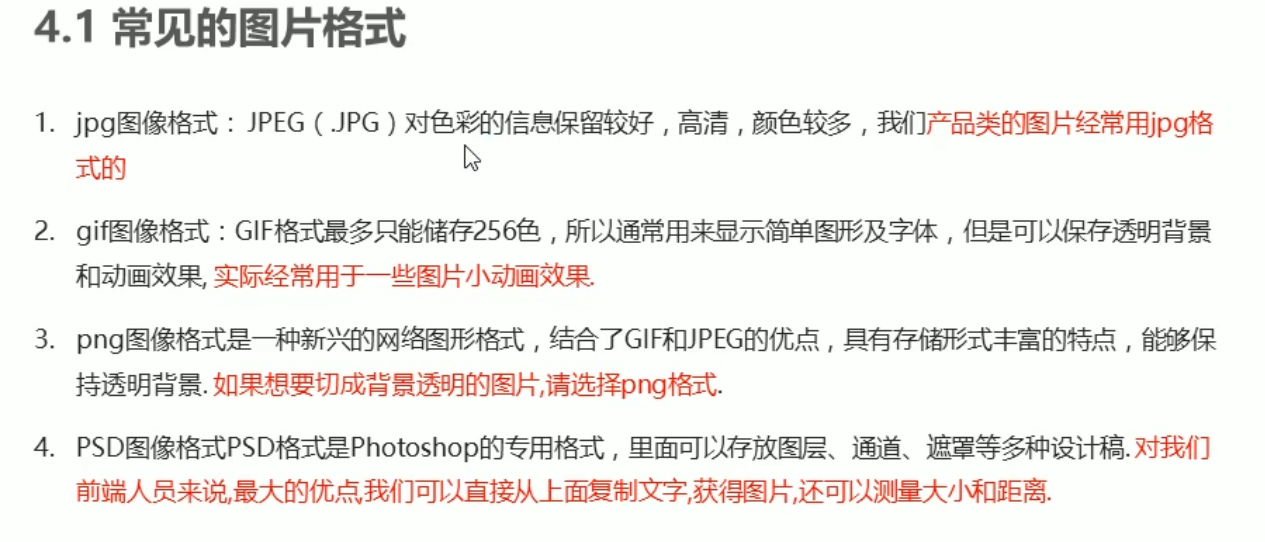 4.1 常见的图片格式
1. jpg图像格式：JPEG（.JPG）对色彩的信息保留较好，高清，颜色较多，我们产品类的图片经常用jpg格
式的
2. gif图像格式：GIF格式最多只能储存256色，所以通常用来显示简单图形及字体，但是可以保存透明背景
和动画效果, 实际经常用于一些图片小动画效果.
3. png图像格式是一种新兴的网络图形格式，结合了GIF和JPEG的优点，具有存储形式丰富的特点，能够保
持透明背景. 如果想要切成背景透明的图片,请选择png格式.
4. PSD图像格式PSD格式是Photoshop的专用格式，里面可以存放图层、通道、遮罩等多种设计稿. 对我们
前端人员来说,最大的优点,我们可以直接从上面复制文字,获得图片,还可以测量大小和距离.